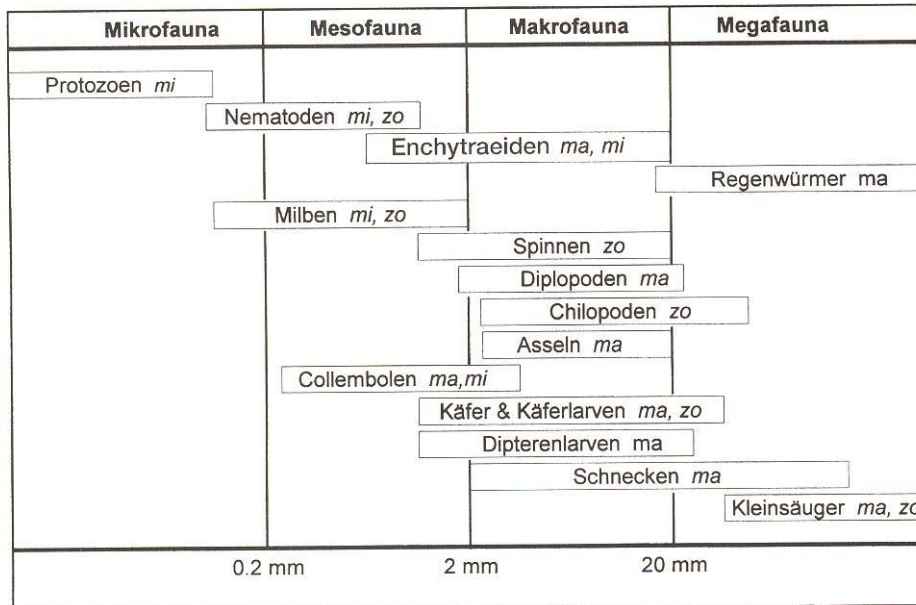 Mikrofauna Mesofauna Makrofauna Megafauna
Protozoen mi
Nematoden mi, zo
Enchytraeiden ma, mi
Regenwürmer ma
Milben mi, zo
Spinnen zo
Diplopoden ma
Chilopoden zo
Asseln ma
Collembolen ma,mi
Käfer & Käferlarven ma, zo
Dipterenlarven ma
Schnecken ma
Kleinsäuger ma, zo
0.2 mm 2 mm 20 mm